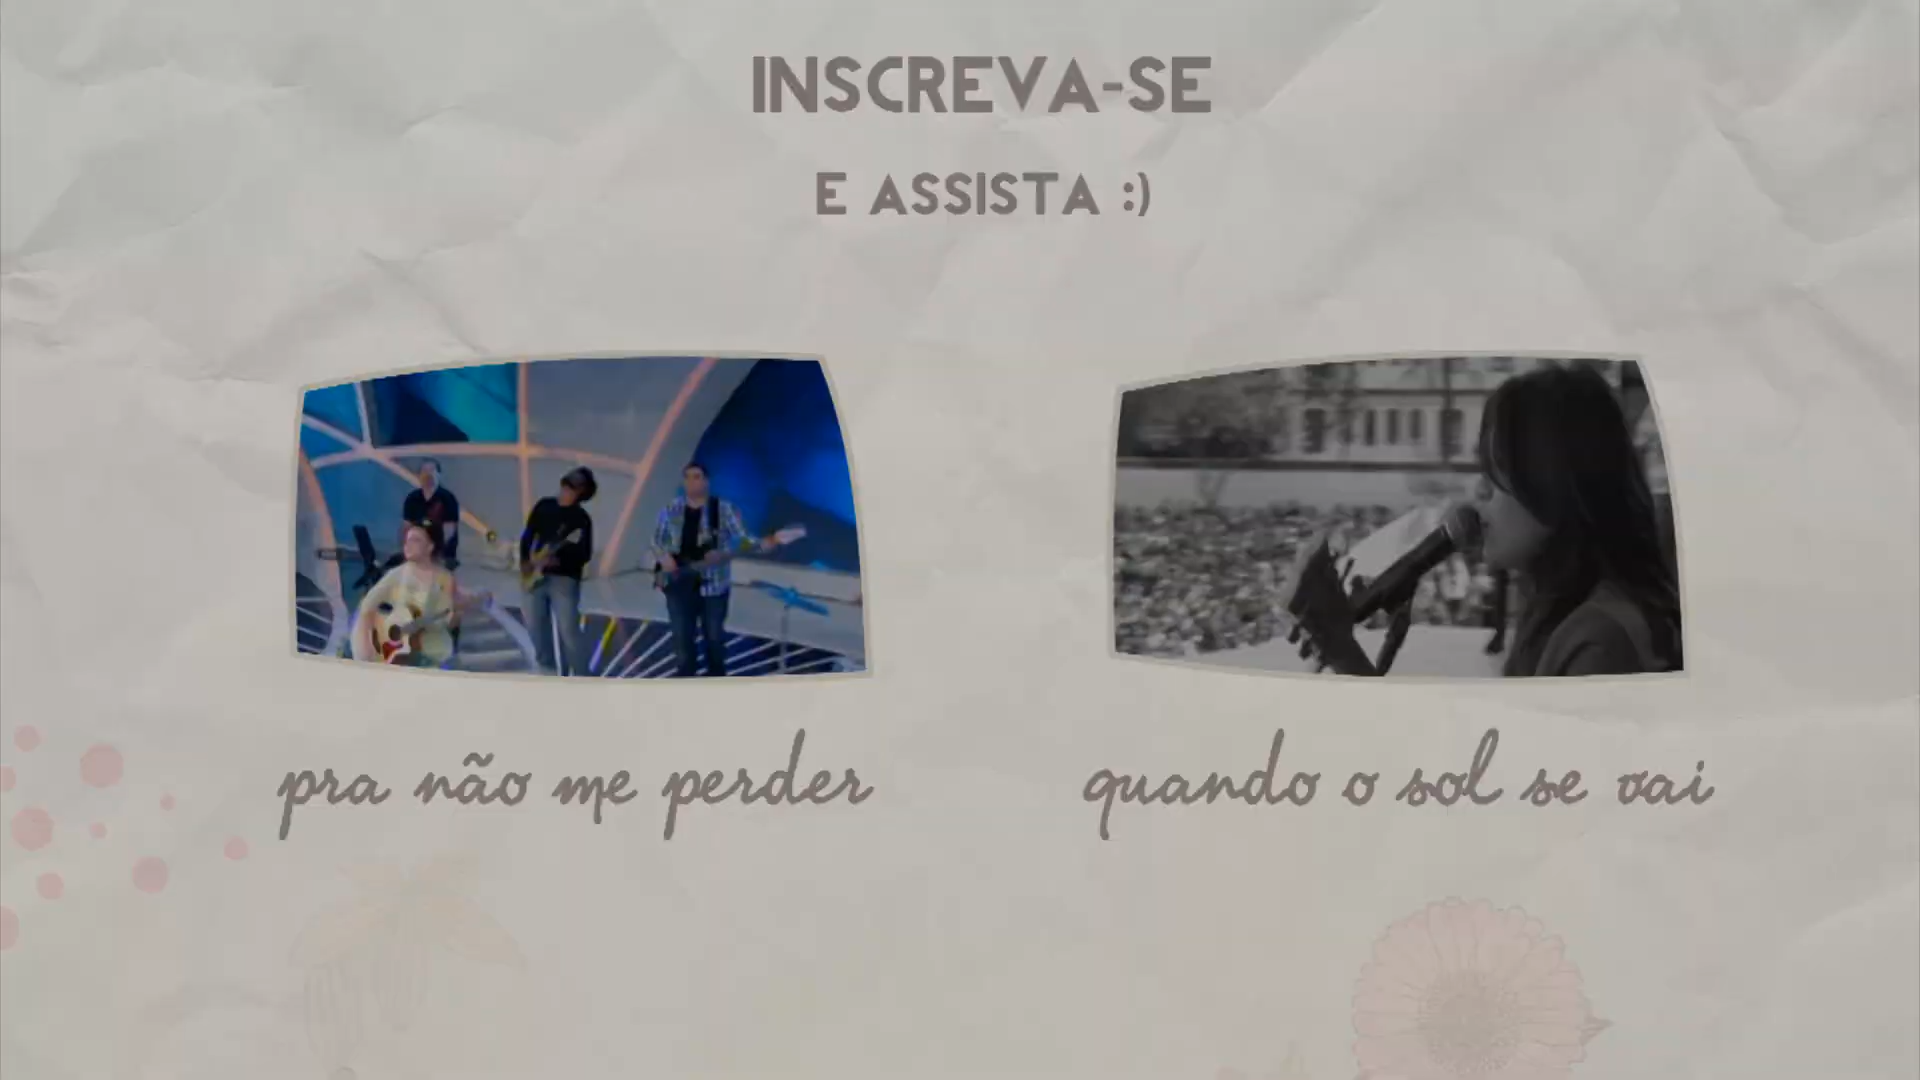 INSCREVA-SE
E ASSISTA :)
pra não me perder
quando o sol se vai